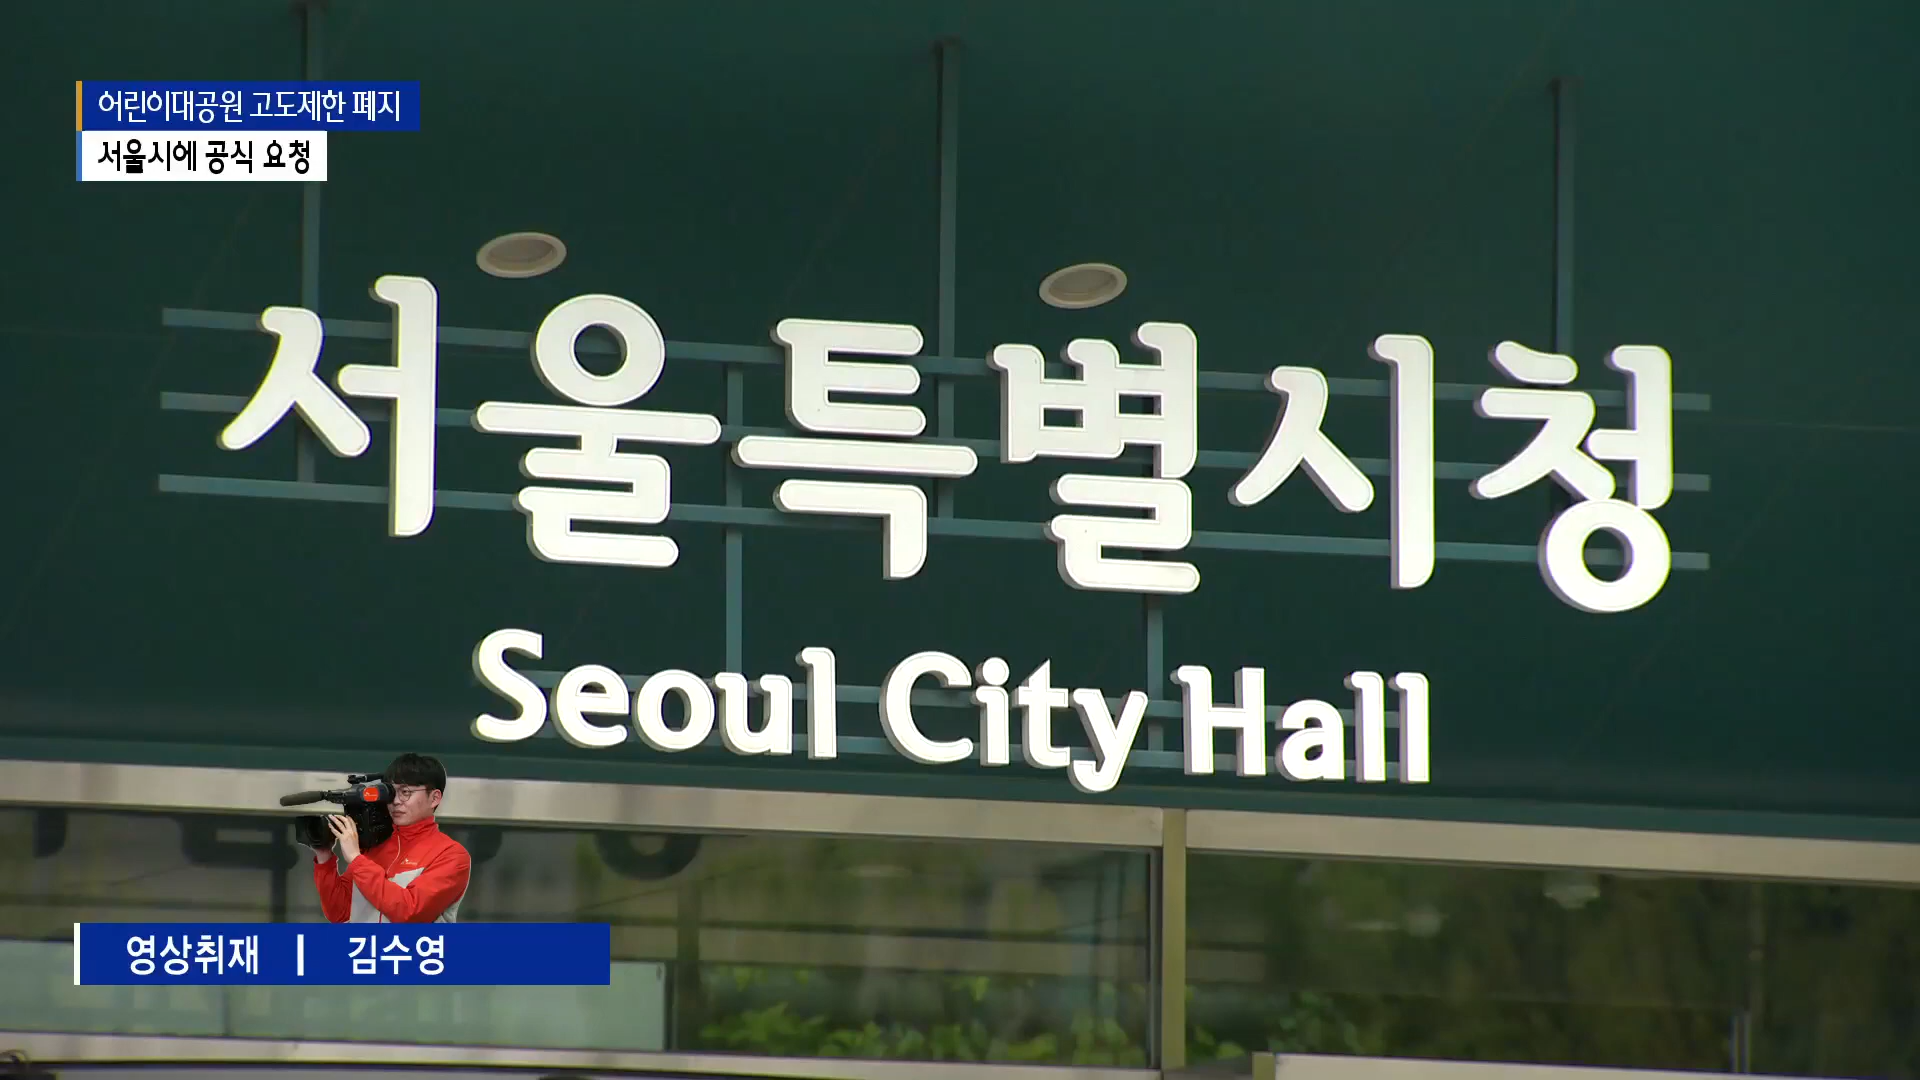 어린이대공원 고도제한 폐지
서울시에 공식 요청
서울특별시청
Seoul City Hall
영상취재 | 김수영